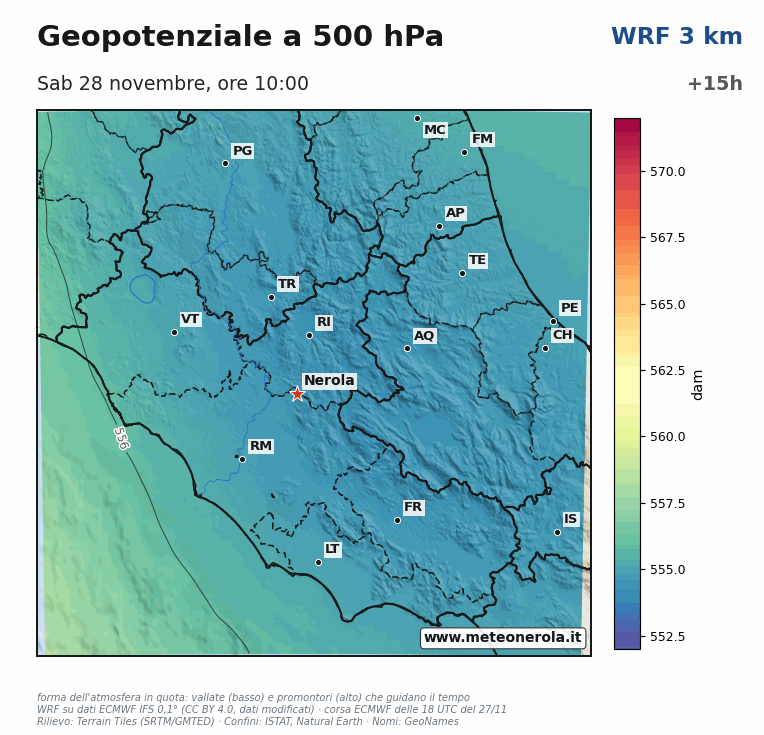 Geopotenziale a 500 hPa
WRF 3 km
Sab 28 novembre, ore 10:00
+15h
MC
FM
PG
AP
TE
TR
PE
VT
RI
AQ
CH
Nerola
556
RM
FR
IS
LT
www.meteonerola.it
570.0
567.5
565.0
562.5
560.0
557.5
555.0
552.5
dam
forma dell'atmosfera in quota: vallate (basso) e promontori (alto) che guidano il tempo
WRF su dati ECMWF IFS 0,1° (CC BY 4.0, dati modificati) · corsa ECMWF delle 18 UTC del 27/11
Rilievo: Terrain Tiles (SRTM/GMTED) · Confini: ISTAT, Natural Earth · Nomi: GeoNames